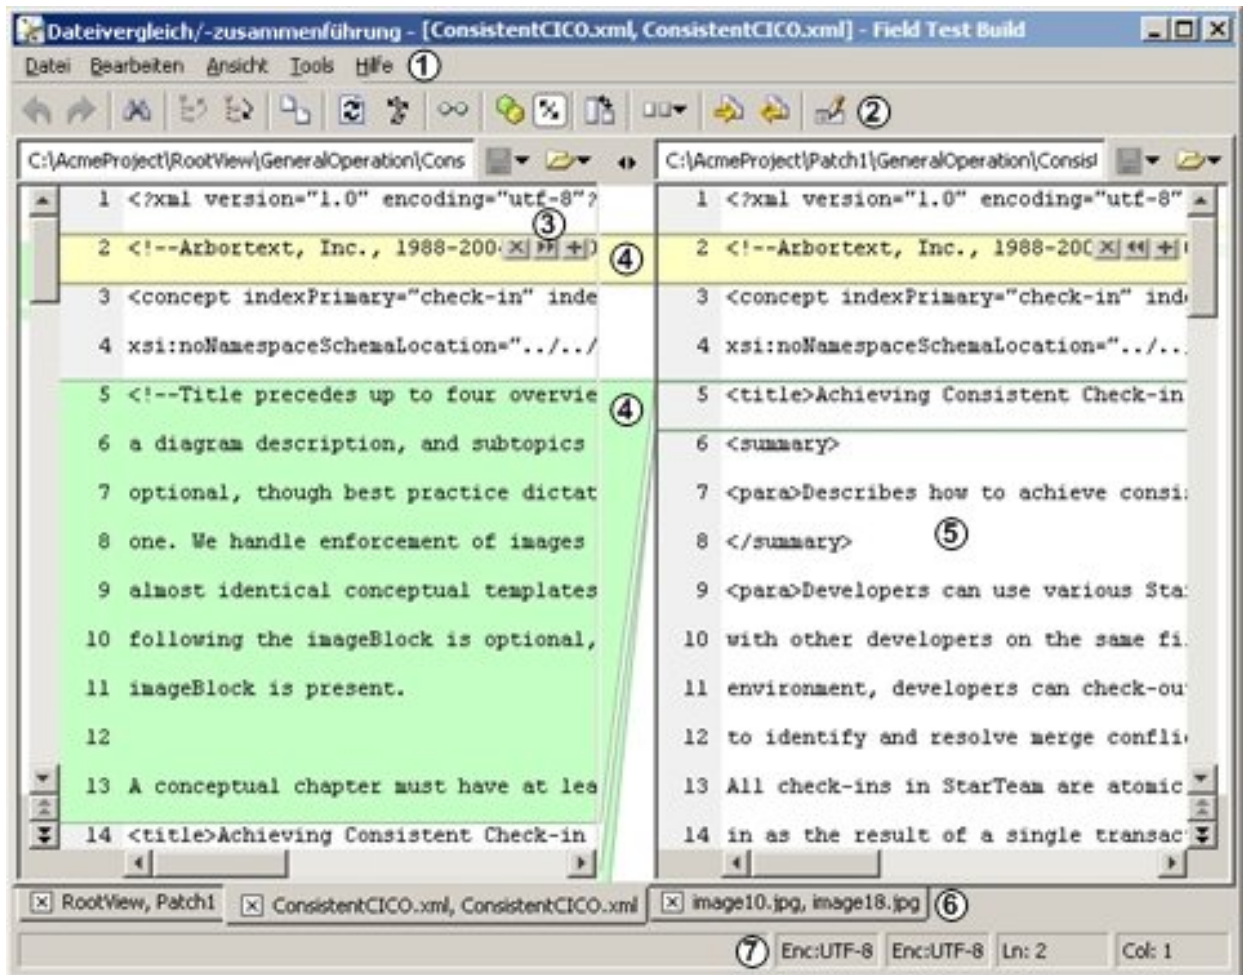 Dateivergleich/-zusammenführung - [ConsistentCICO.xml, ConsistentCICO.xml] - Field Test Build
Datei Bearbeiten Ansicht Tools Hilfe 1
2
C:\AcmeProject\RootView\GeneralOperation\Cons
C:\AcmeProject\Patch1\GeneralOperation\Consist
1 <?xml version="1.0" encoding="utf-8"?
3
2 <!--Arbortext, Inc., 1988-200
4
3 <concept indexPrimary="check-in" inde
4 xsi:noNamespaceSchemaLocation="../../
5 <!--Title precedes up to four overvie
4
6 a diagram description, and subtopics
7 optional, though best practice dictat
8 one. We handle enforcement of images
9 almost identical conceptual templates
10 following the imageBlock is optional,
11 imageBlock is present.
12
13 A conceptual chapter must have at lea
14 <title>Achieving Consistent Check-in
1 <?xml version="1.0" encoding="utf-8"
2 <!--Arbortext, Inc., 1988-200
3 <concept indexPrimary="check-in" ind
4 xsi:noNamespaceSchemaLocation="../..
5 <title>Achieving Consistent Check-in
6 <summary>
7 <para>Describes how to achieve consi
8 </summary>
5
9 <para>Developers can use various Sta
10 with other developers on the same fi
11 environment, developers can check-ou
12 to identify and resolve merge confli
13 All check-ins in StarTeam are atomic
14 in as the result of a single transac
RootView, Patch1 ConsistentCICO.xml, ConsistentCICO.xml image10.jpg, image18.jpg 6
7 Enc:UTF-8 Enc:UTF-8 Ln: 2 Col: 1